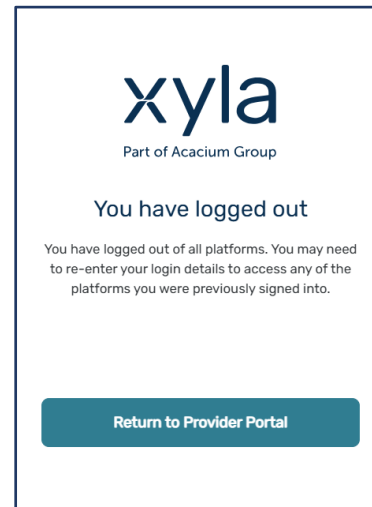 xyla
Part of Acacium Group
You have logged out
You have logged out of all platforms. You may need
to re-enter your login details to access any of the
platforms you were previously signed into.
Return to Provider Portal